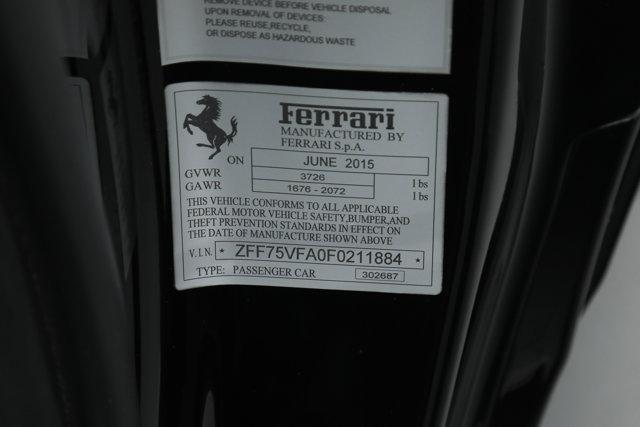 REMOVE DEVICE BEFORE VEHICLE DISPOSAL
UPON REMOVAL OF DEVICES:
PLEASE REUSE,RECYCLE
OR DISPOSE AS HAZARDOUS WASTE
Ferrari
MANUFACTURED BY
FERRARI S.p.A.
ON JUNE 2015
GVWR 3726 lbs
GAWR 1676 - 2072 lbs
THIS VEHICLE CONFORMS TO ALL APPLICABLE
FEDERAL MOTOR VEHICLE SAFETY,BUMPER,AND
THEFT PREVENTION STANDARDS IN EFFECT ON
THE DATE OF MANUFACTURE SHOWN ABOVE
V.I.N. * ZFF75VFA0F0211884 *
TYPE: PASSENGER CAR 302687